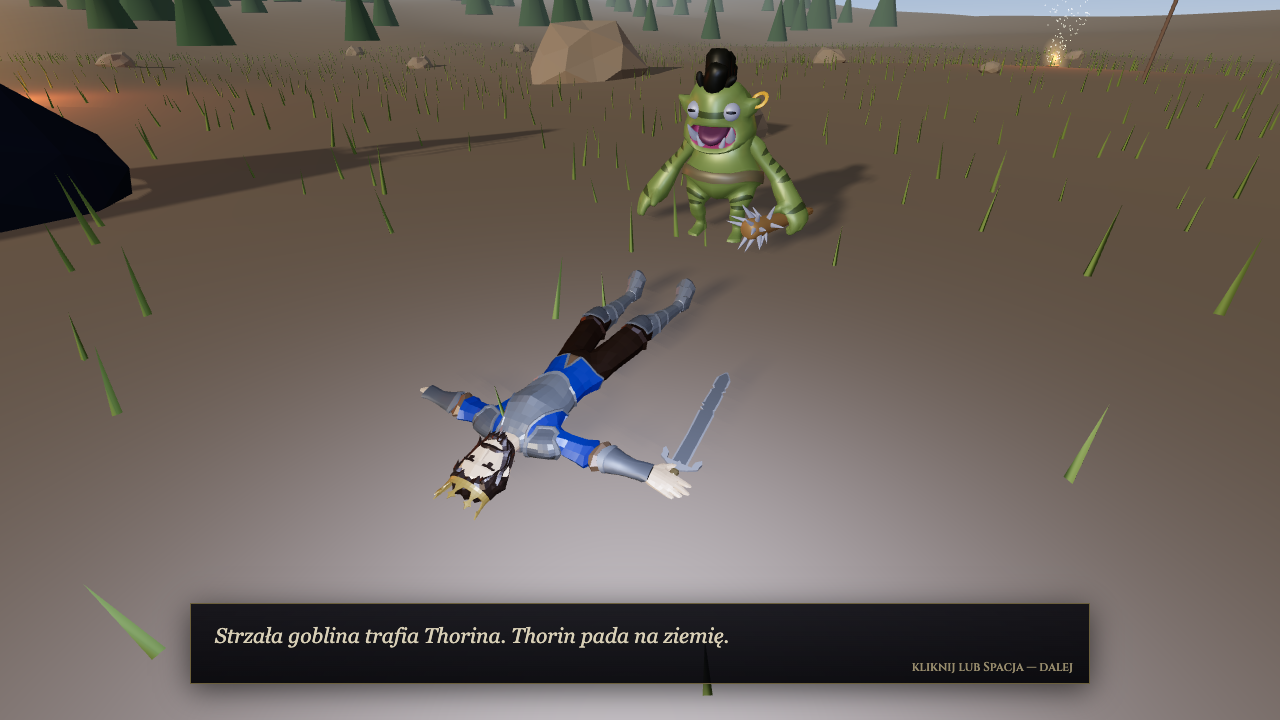 Strzała goblina trafia Thorina. Thorin pada na ziemię.
KLIKNIJ LUB SPACJA — DALEJ